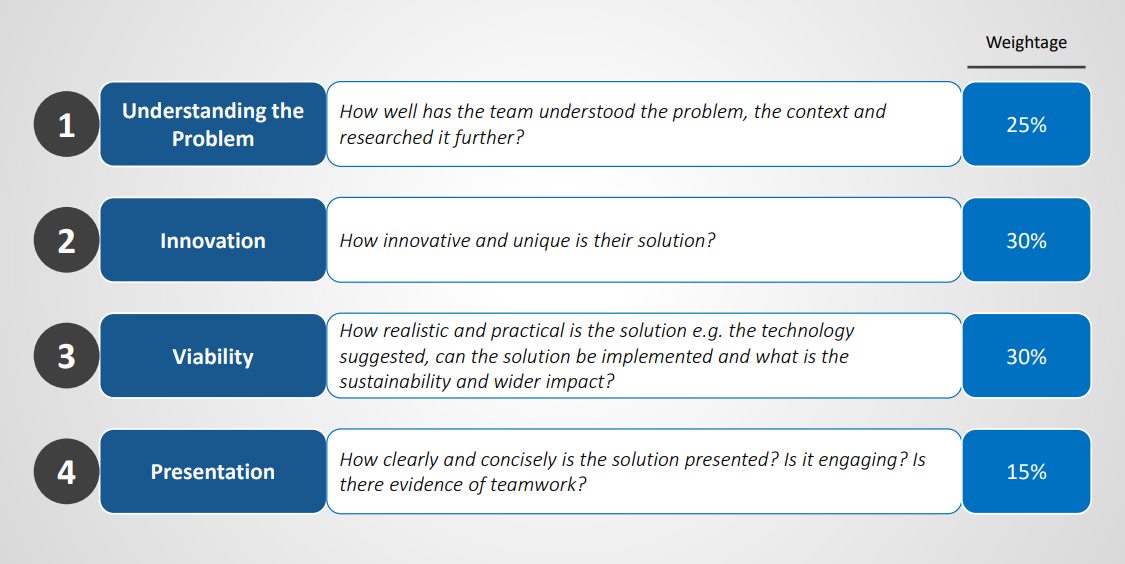 Weightage
1
Understanding the
Problem
How well has the team understood the problem, the context and
researched it further?
25%
2
Innovation
How innovative and unique is their solution?
30%
3
Viability
How realistic and practical is the solution e.g. the technology
suggested, can the solution be implemented and what is the
sustainability and wider impact?
30%
4
Presentation
How clearly and concisely is the solution presented? Is it engaging? Is
there evidence of teamwork?
15%